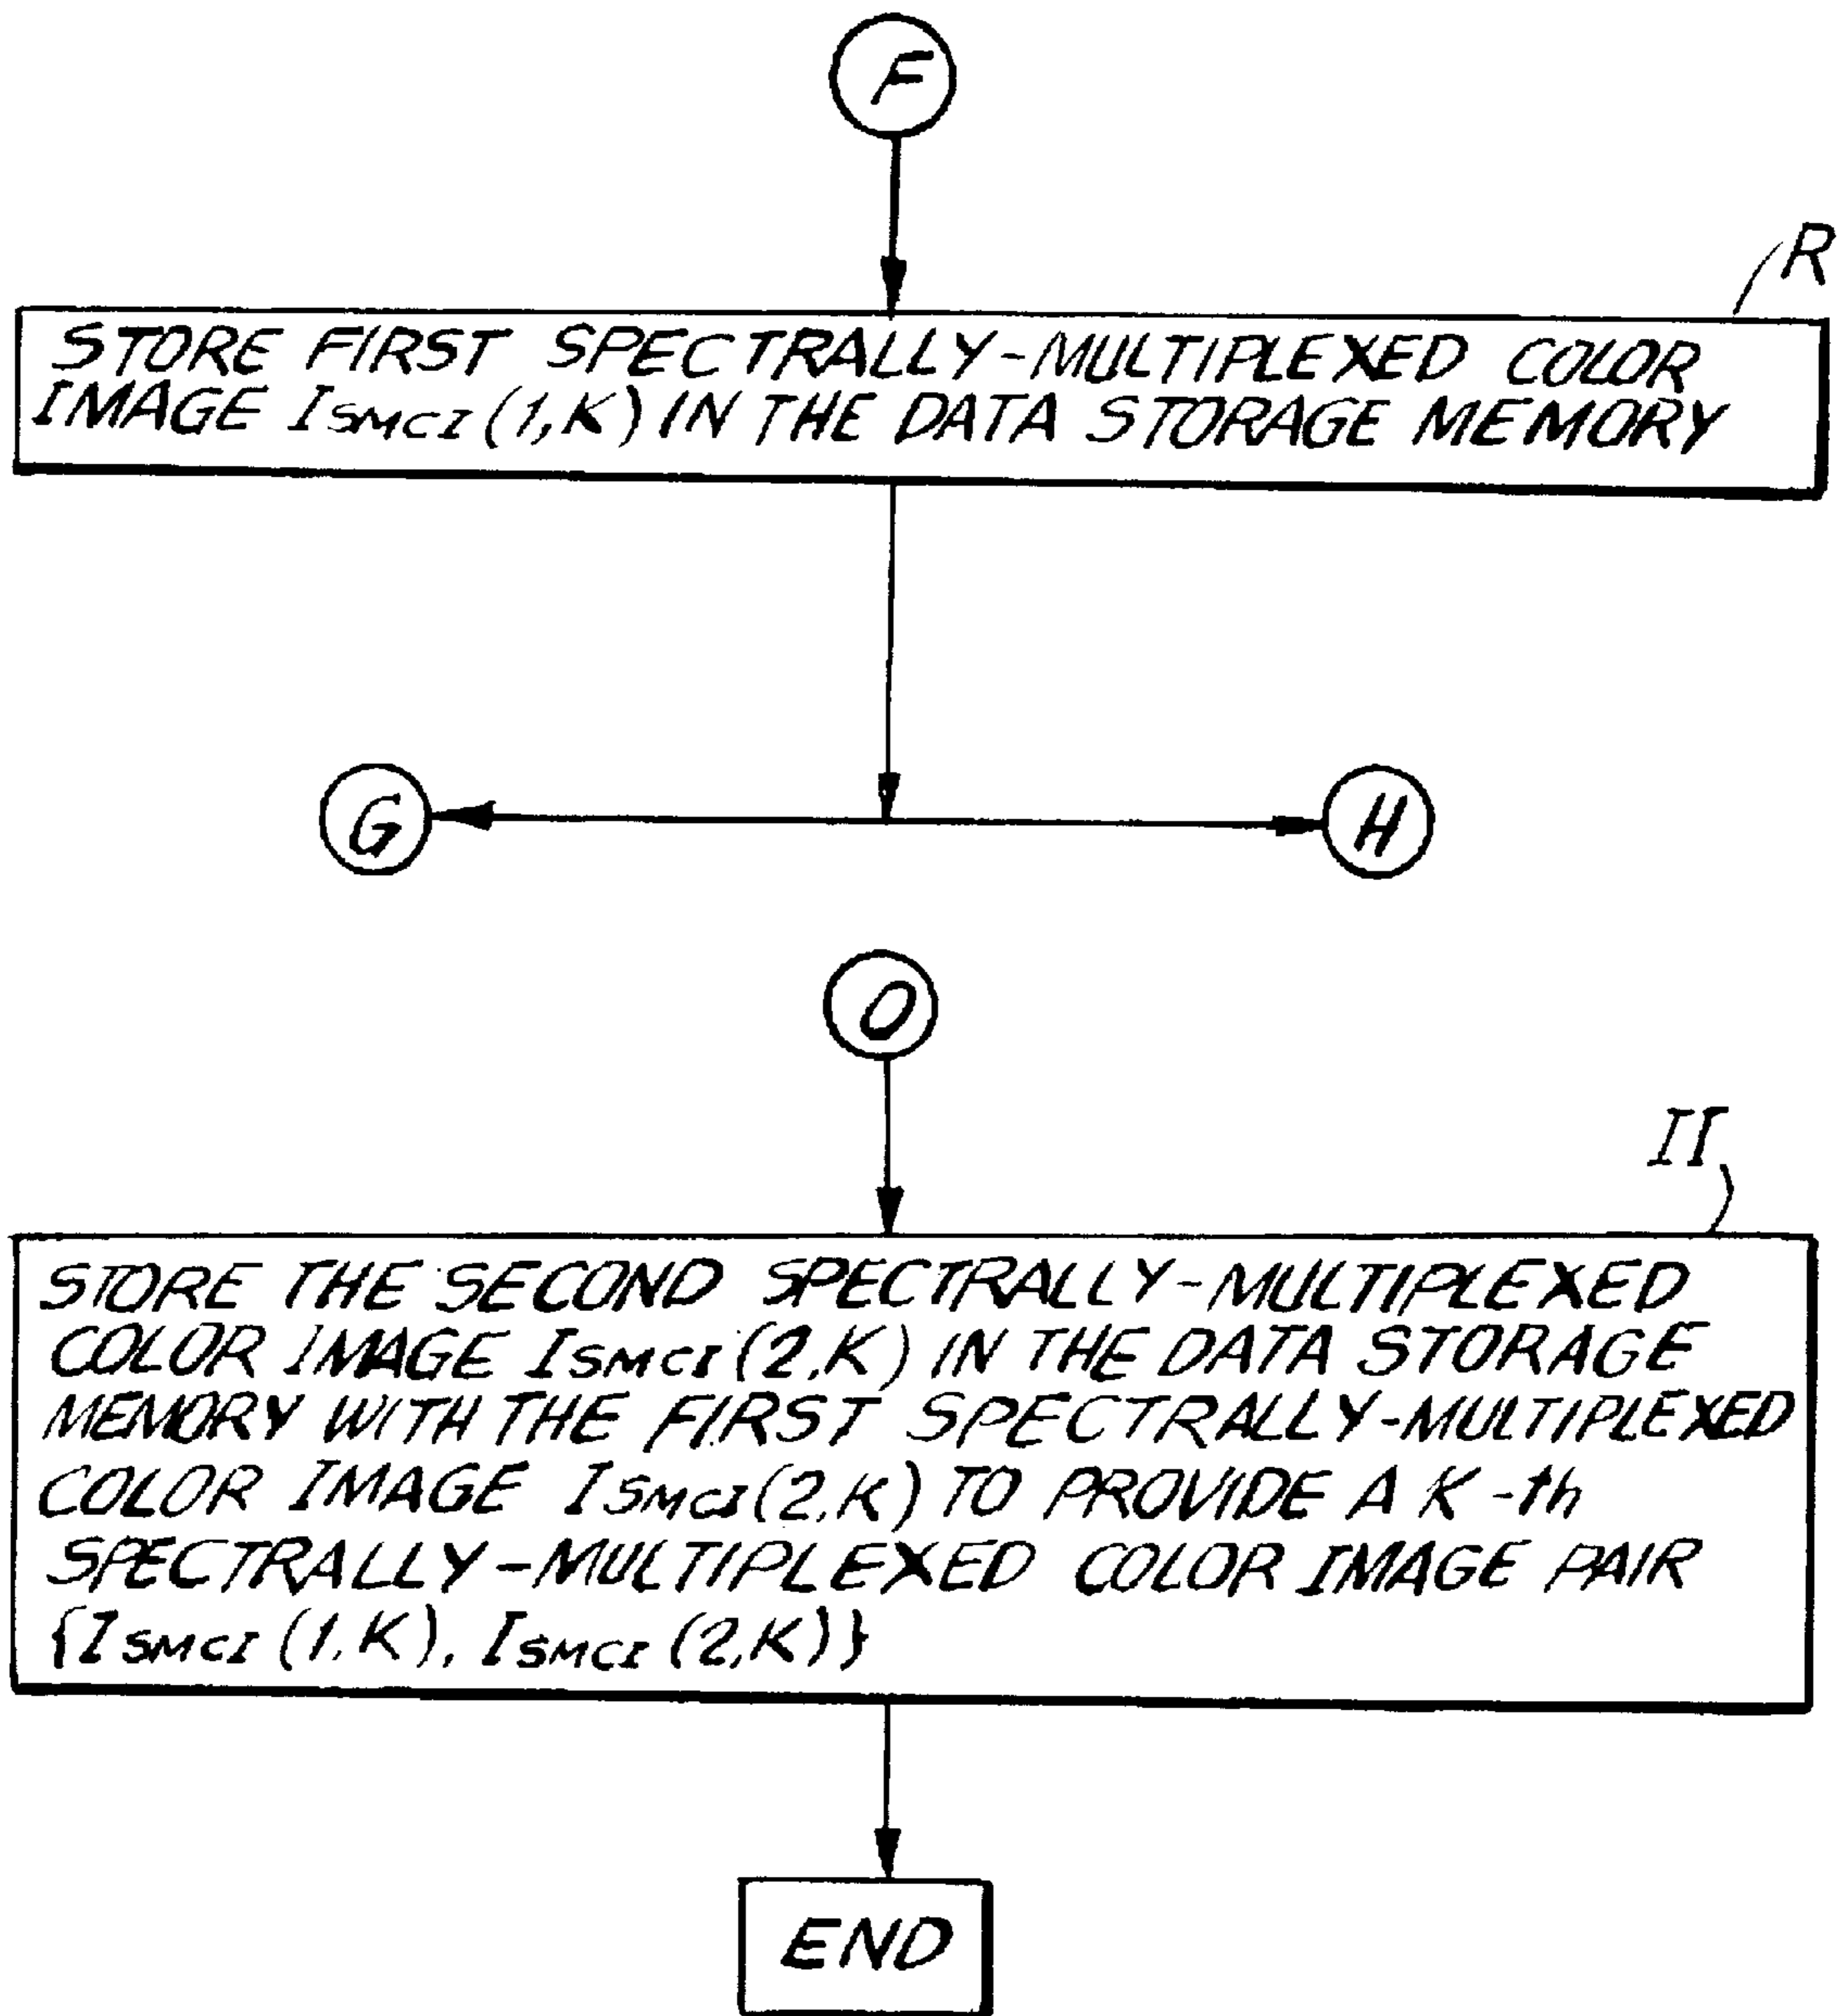 F
R
STORE FIRST SPECTRALLY-MULTIPLEXED COLOR
IMAGE ISMCI (1,K) IN THE DATA STORAGE MEMORY
G
H
O
II
STORE THE SECOND SPECTRALLY-MULTIPLEXED
COLOR IMAGE ISMCI (2,K) IN THE DATA STORAGE
MEMORY WITH THE FIRST SPECTRALLY-MULTIPLEXED
COLOR IMAGE ISMCI (2,K) TO PROVIDE A K-th
SPECTRALLY-MULTIPLEXED COLOR IMAGE PAIR
{ISMCI (1,K), ISMCI (2,K)}
END